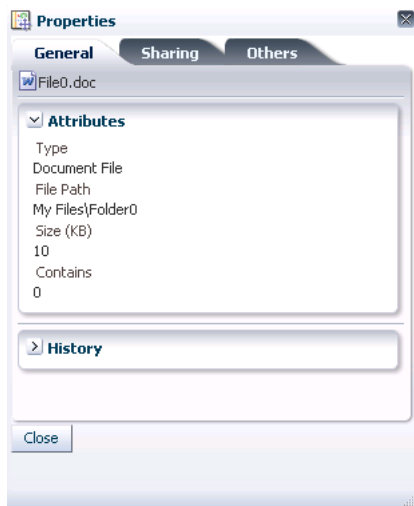 Properties
General Sharing Others
File0.doc
Attributes
Type
Document File
File Path
My Files\Folder0
Size (KB)
10
Contains
0
History
Close